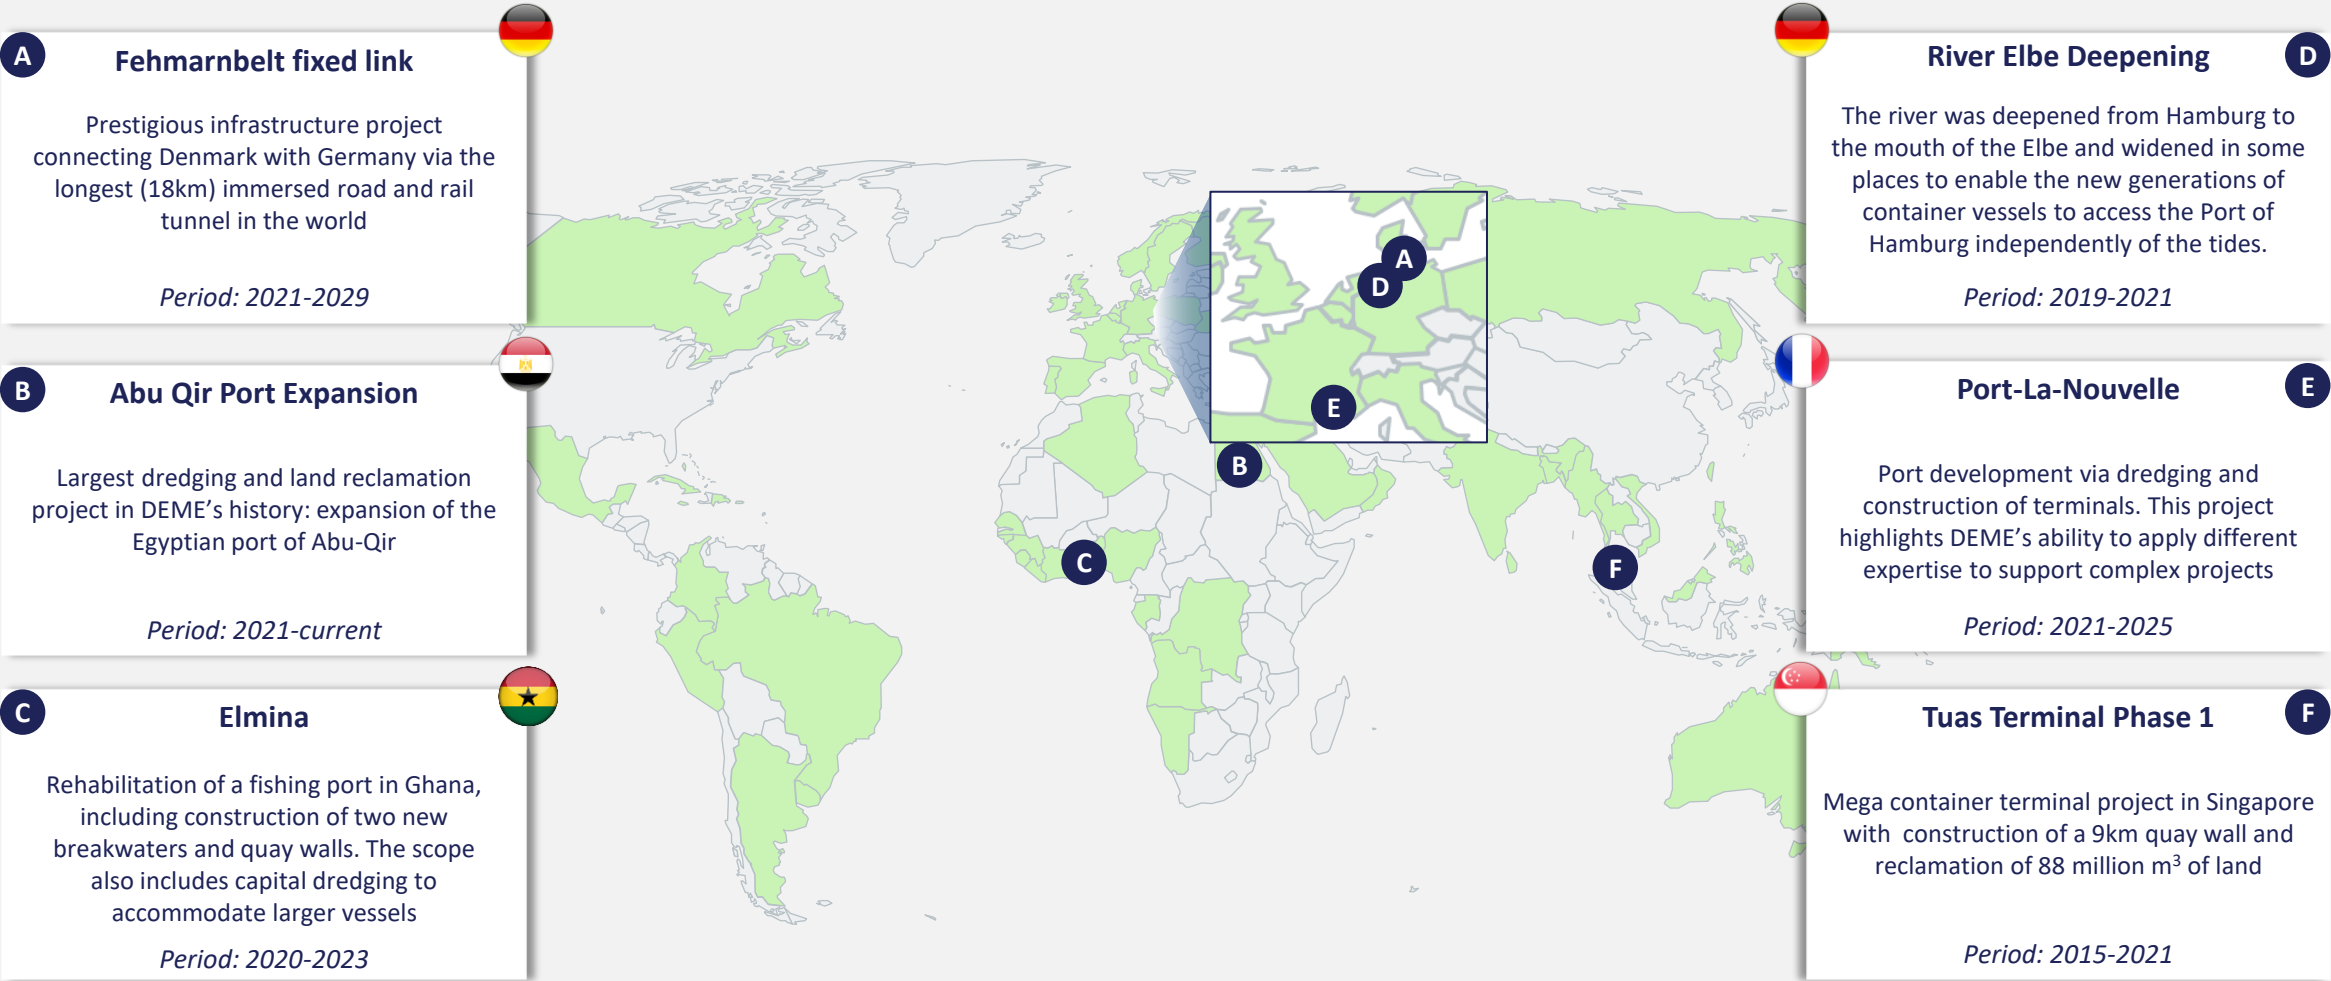 A
Fehmarnbelt fixed link
Prestigious infrastructure project
connecting Denmark with Germany via the
longest (18km) immersed road and rail
tunnel in the world
Period: 2021-2029
B
Abu Qir Port Expansion
Largest dredging and land reclamation
project in DEME’s history: expansion of the
Egyptian port of Abu-Qir
Period: 2021-current
C
Elmina
Rehabilitation of a fishing port in Ghana,
including construction of two new
breakwaters and quay walls. The scope
also includes capital dredging to
accommodate larger vessels
Period: 2020-2023
A
D
E
B
C
F
River Elbe Deepening
D
The river was deepened from Hamburg to
the mouth of the Elbe and widened in some
places to enable the new generations of
container vessels to access the Port of
Hamburg independently of the tides.
Period: 2019-2021
Port-La-Nouvelle
E
Port development via dredging and
construction of terminals. This project
highlights DEME’s ability to apply different
expertise to support complex projects
Period: 2021-2025
Tuas Terminal Phase 1
F
Mega container terminal project in Singapore
with  construction of a 9km quay wall and
reclamation of 88 million m³ of land
Period: 2015-2021